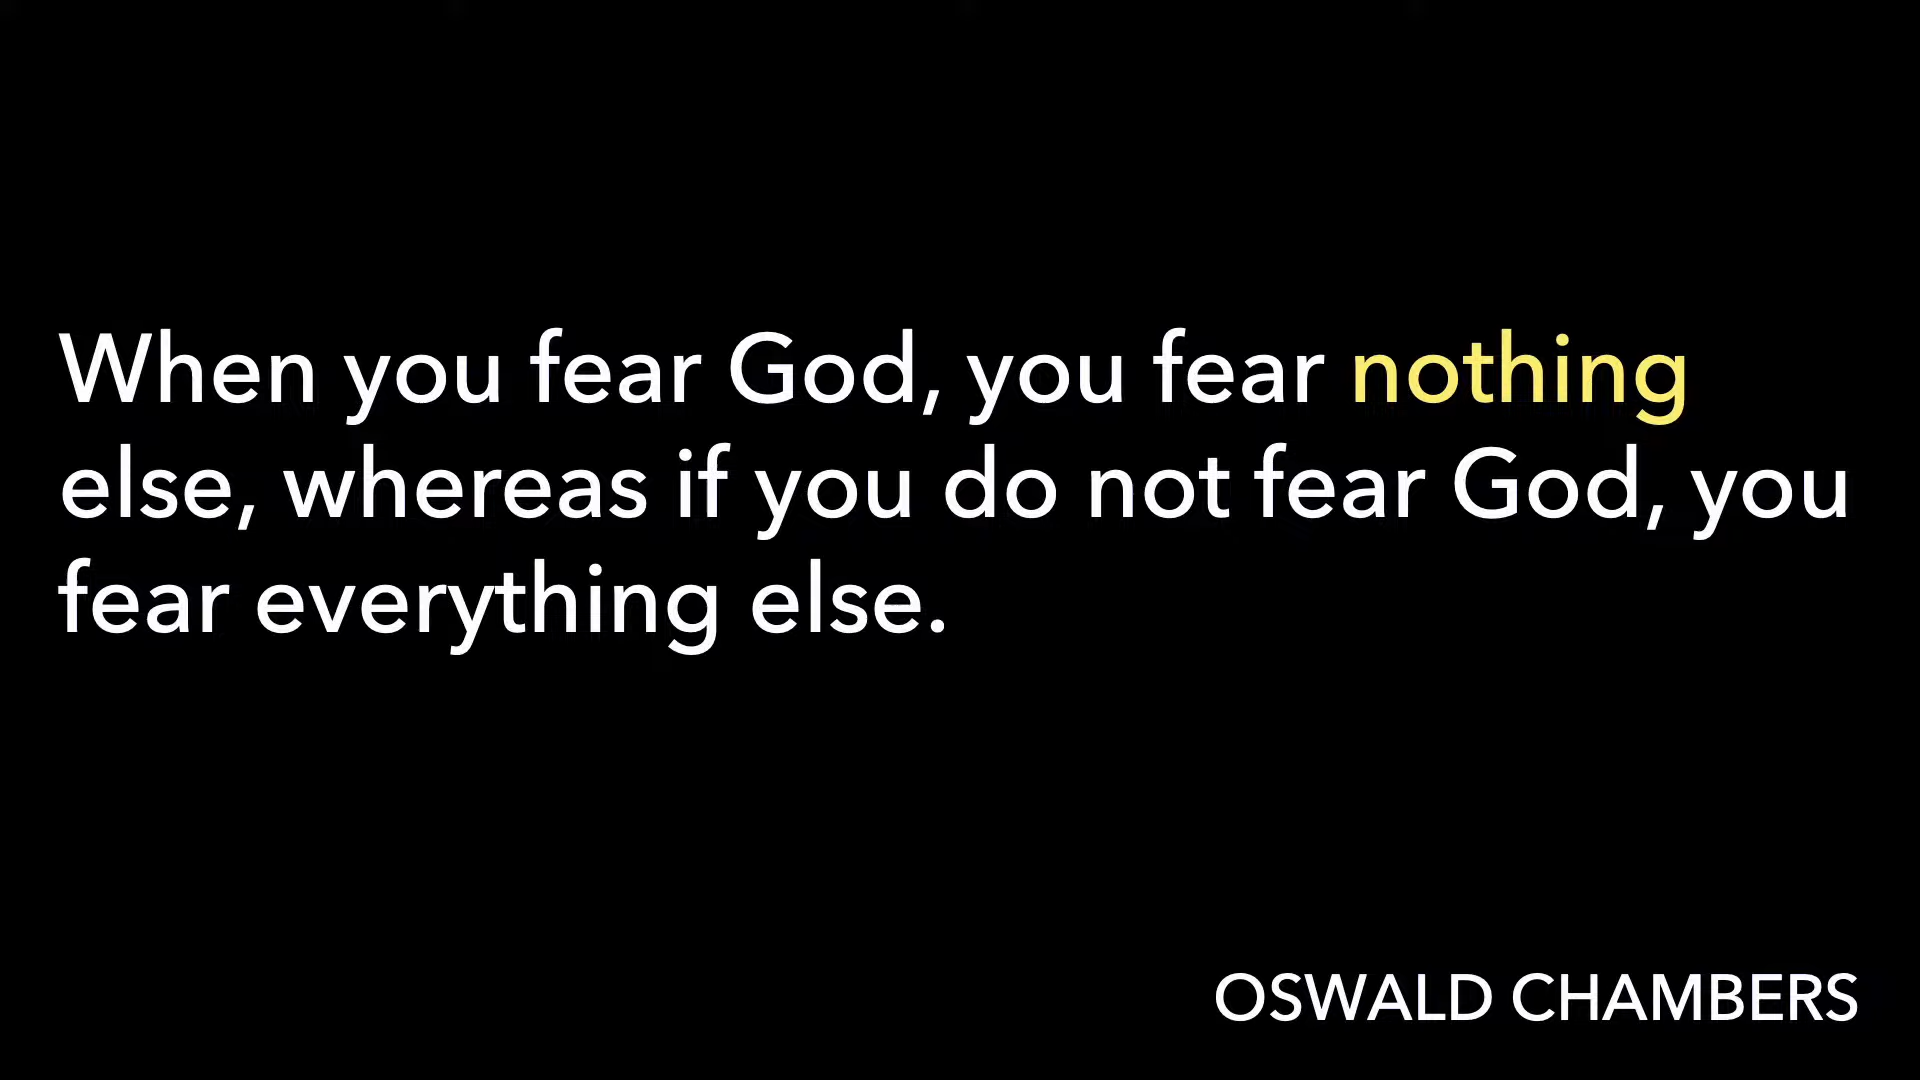 When you fear God, you fear nothing
else, whereas if you do not fear God, you
fear everything else.
OSWALD CHAMBERS